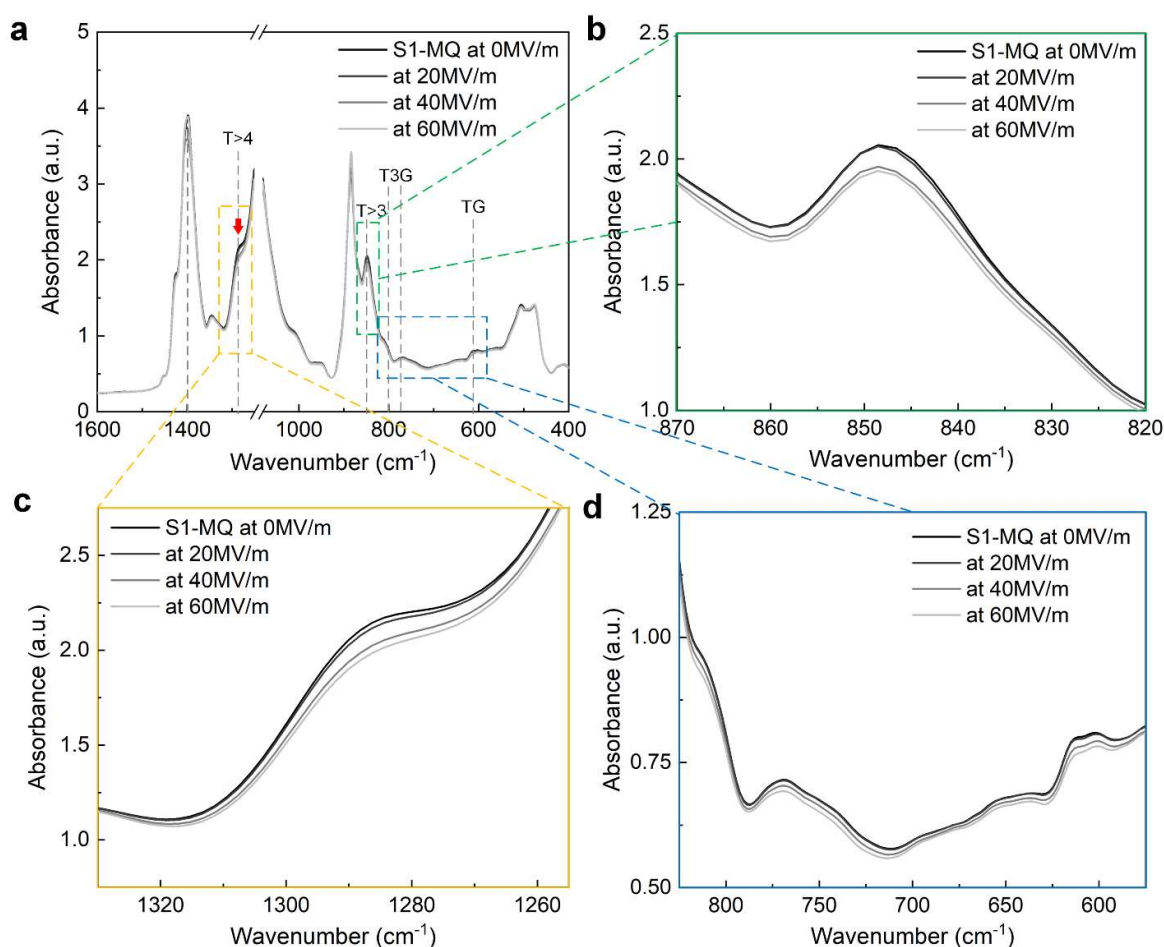 a
5
4
3
2
1
0
Absorbance (a.u.)
1600
1400
1000
800
600
400
Wavenumber (cm⁻¹)
S1-MQ at 0MV/m
at 20MV/m
at 40MV/m
at 60MV/m
T>4
T3G
T>3
TG
b
2.5
2.0
1.5
1.0
Absorbance (a.u.)
870
860
850
840
830
820
Wavenumber (cm⁻¹)
S1-MQ at 0MV/m
at 20MV/m
at 40MV/m
at 60MV/m
c
2.5
2.0
1.5
1.0
Absorbance (a.u.)
1320
1300
1280
1260
Wavenumber (cm⁻¹)
S1-MQ at 0MV/m
at 20MV/m
at 40MV/m
at 60MV/m
d
1.25
1.00
0.75
0.50
Absorbance (a.u.)
800
750
700
650
600
Wavenumber (cm⁻¹)
S1-MQ at 0MV/m
at 20MV/m
at 40MV/m
at 60MV/m